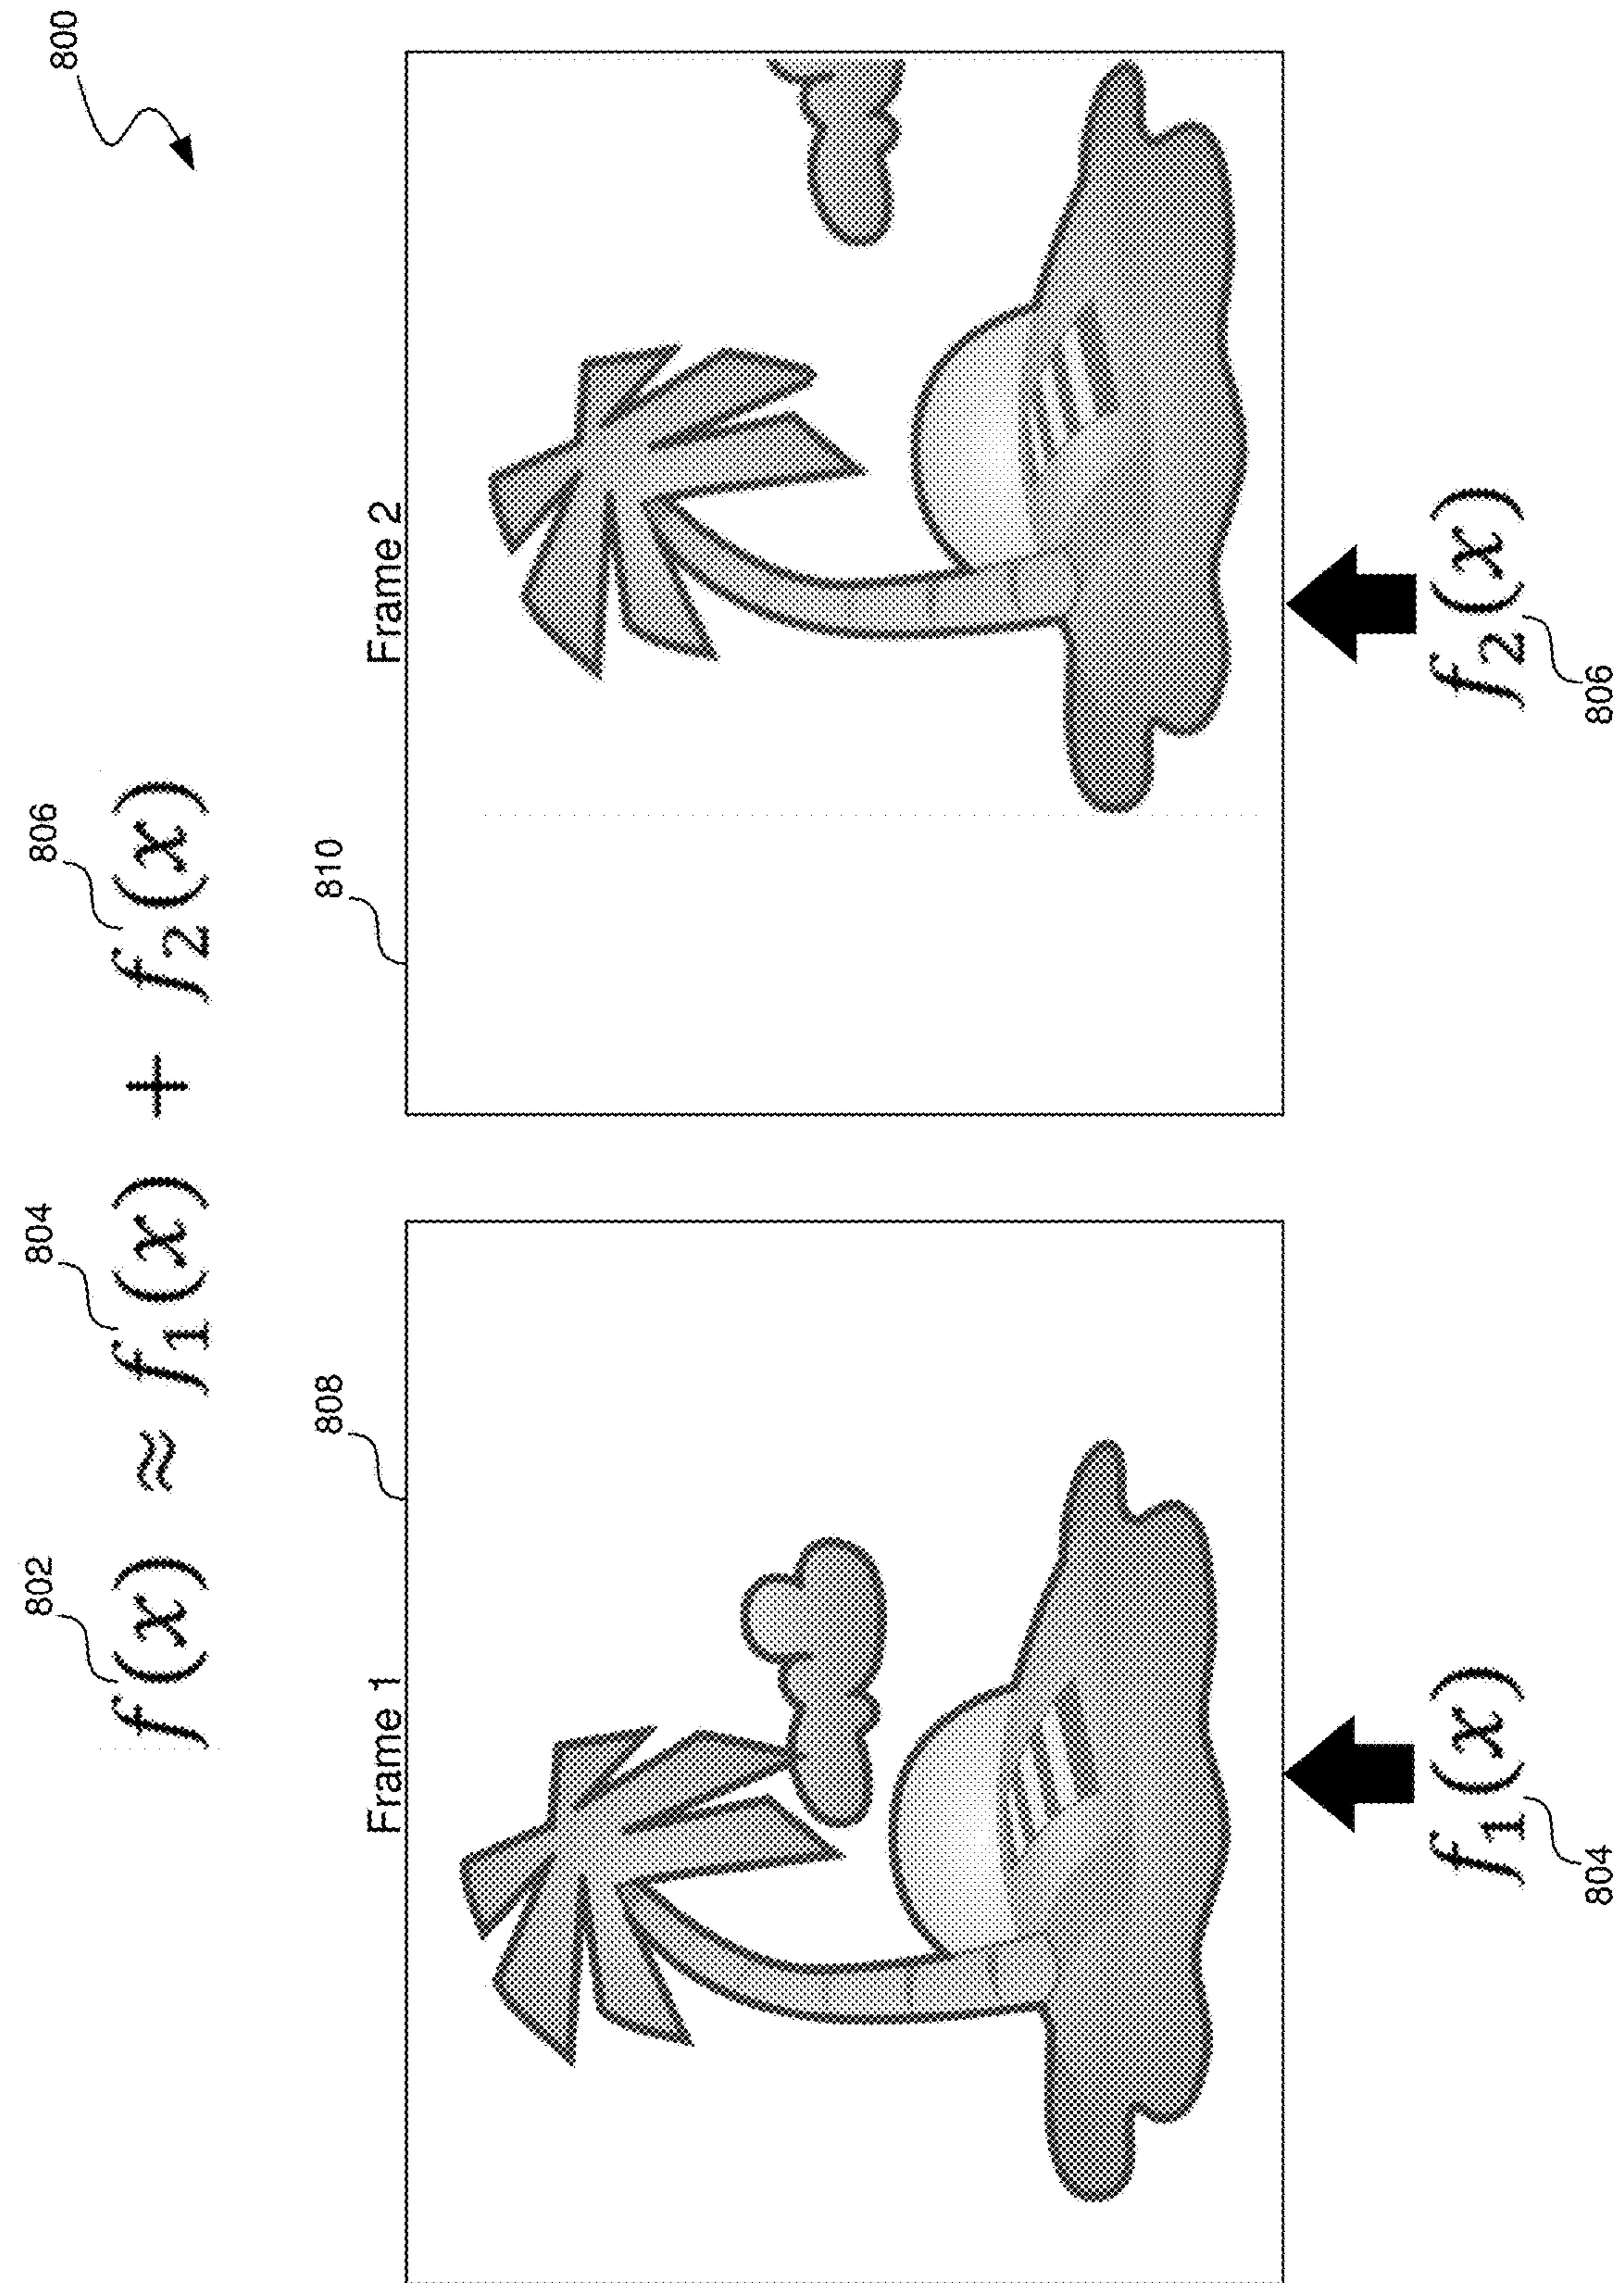 800
802
804
806
f(x) ≈ f₁(x) + f₂(x)
808
810
Frame 1
Frame 2
f₁(x)
f₂(x)
804
806